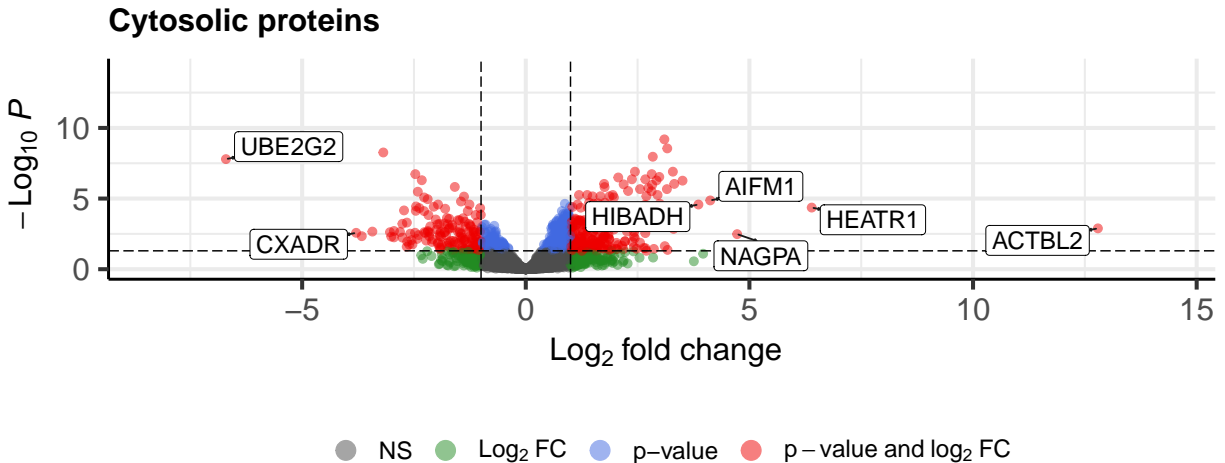 Cytosolic proteins
−Log₁₀ P
10
5
0
UBE2G2
CXADR
HIBADH
AIFM1
HEATR1
NAGPA
ACTBL2
−5
0
5
10
15
Log₂ fold change
NS
Log₂ FC
p−value
p − value and log₂ FC